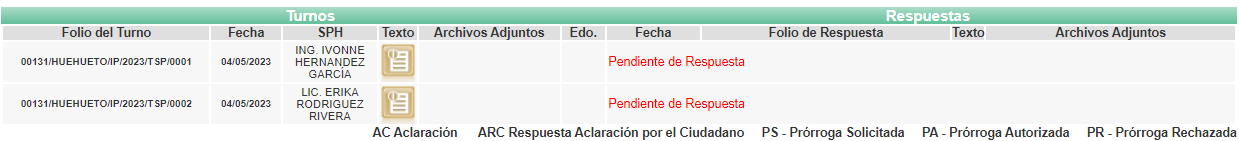 Turnos Respuestas
Folio del Turno Fecha SPH Texto Archivos Adjuntos Edo. Fecha Folio de Respuesta Texto Archivos Adjuntos
00131/HUEHUETO/IP/2023/TSP/0001 04/05/2023 ING. IVONNE HERNANDEZ GARCÍA Pendiente de Respuesta
00131/HUEHUETO/IP/2023/TSP/0002 04/05/2023 LIC. ERIKA RODRIGUEZ RIVERA Pendiente de Respuesta
AC Aclaración ARC Respuesta Aclaración por el Ciudadano PS - Prórroga Solicitada PA - Prórroga Autorizada PR - Prórroga Rechazada